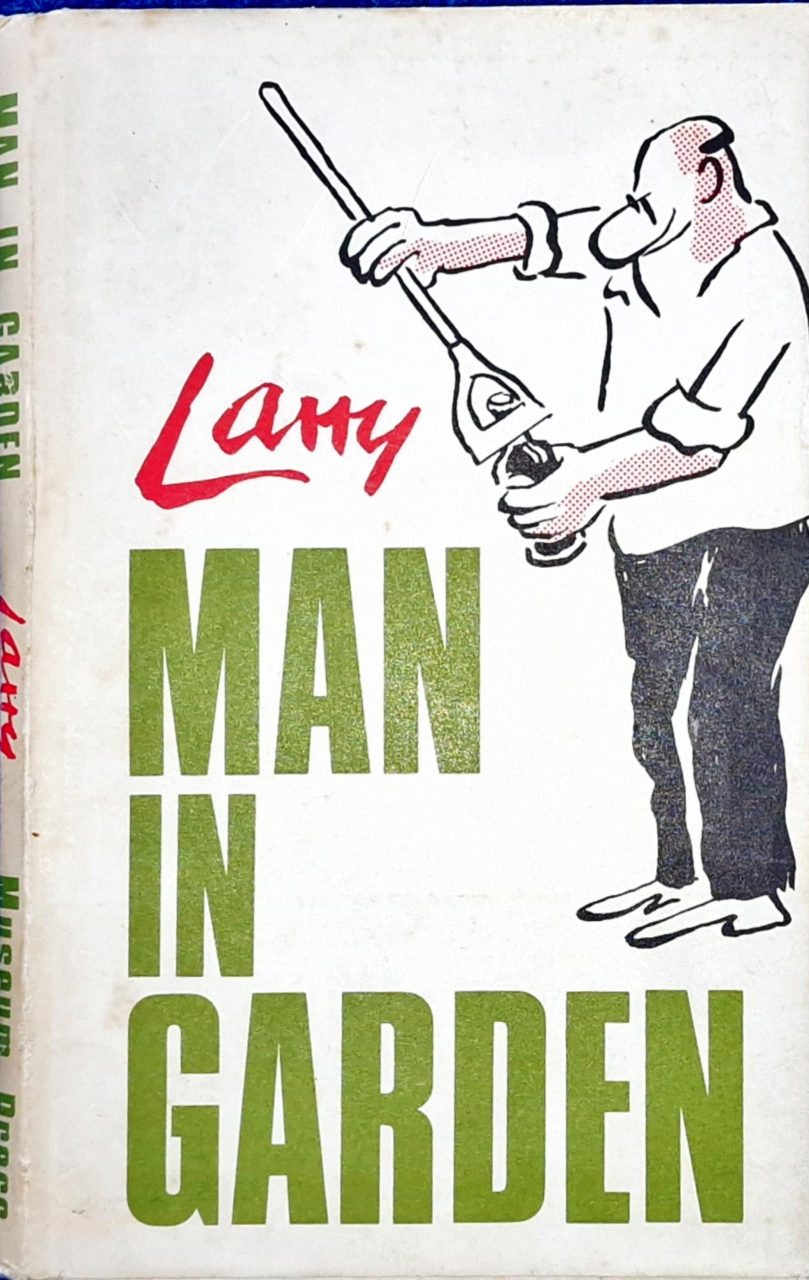 Larry
MAN
IN
GARDEN
MAN IN GARDEN
Larry
Museum Press